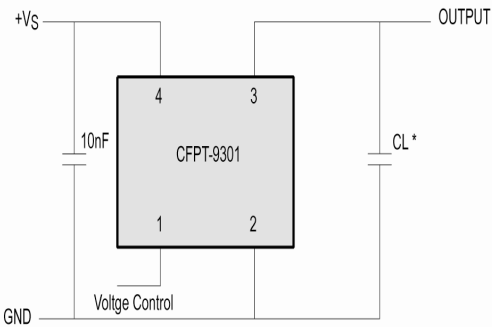 +VS
OUTPUT
4
3
10nF
CFPT-9301
CL *
1
2
Voltge Control
GND